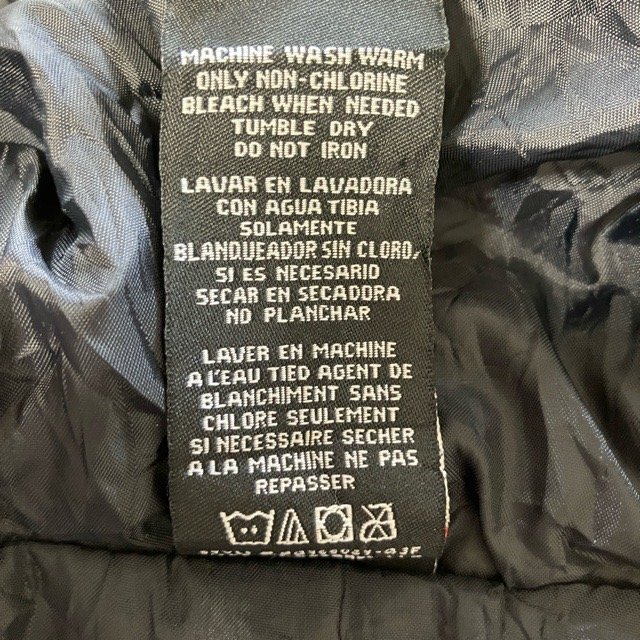 MACHINE WASH WARM
ONLY NON-CHLORINE
BLEACH WHEN NEEDED
TUMBLE DRY
DO NOT IRON
LAVAR EN LAVADORA
CON AGUA TIBIA
SOLAMENTE
BLANQUEADOR SIN CLORO,
SI ES NECESARIO
SECAR EN SECADORA
NO PLANCHAR
LAVER EN MACHINE
A L'EAU TIED AGENT DE
BLANCHIMENT SANS
CHLORE SEULEMENT
SI NECESSAIRE SECHER
A LA MACHINE NE PAS
REPASSER